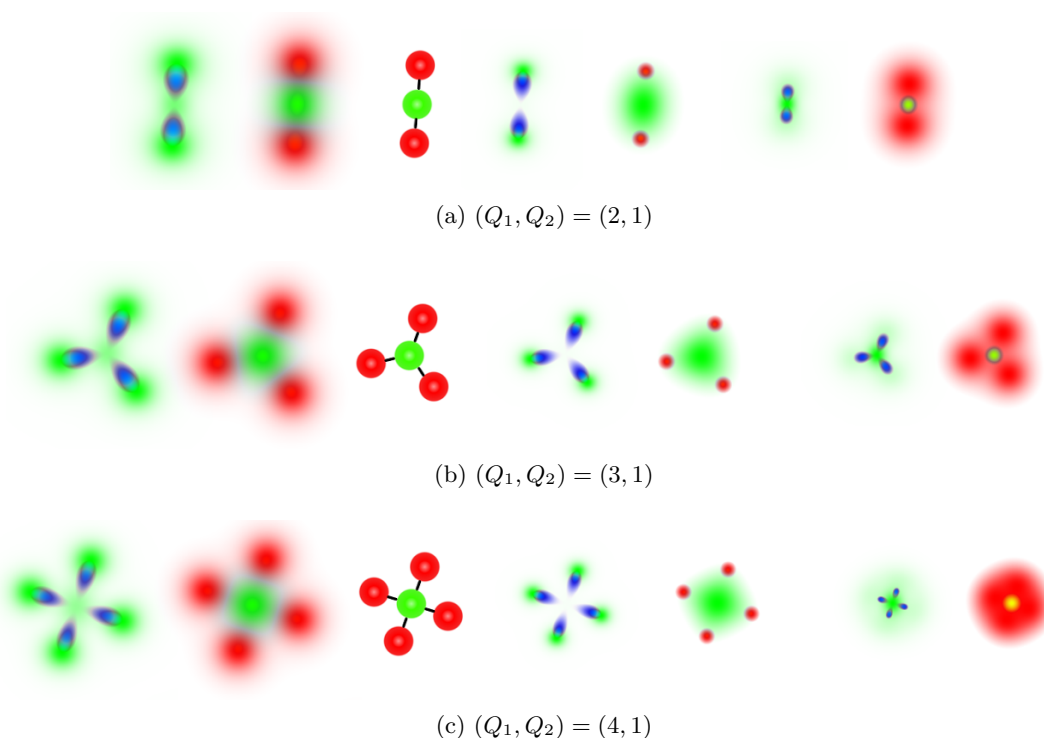 (a) (Q₁, Q₂) = (2, 1)
(b) (Q₁, Q₂) = (3, 1)
(c) (Q₁, Q₂) = (4, 1)